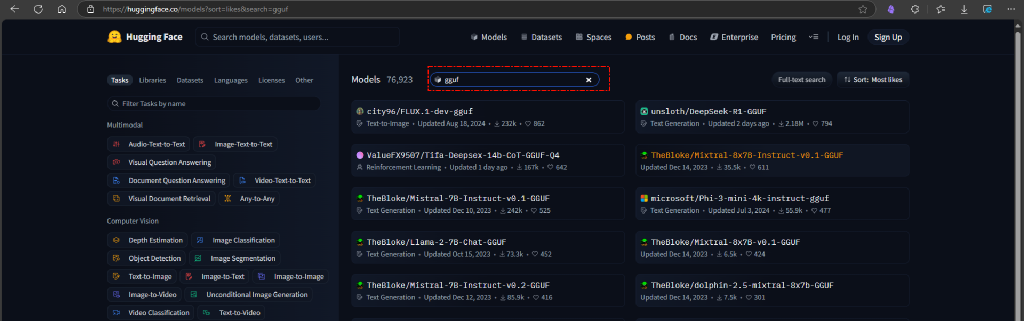 https://huggingface.co/models?sort=likes&search=gguf
Hugging Face
Search models, datasets, users...
Models
Datasets
Spaces
Posts
Docs
Enterprise
Pricing
Log In
Sign Up
Tasks
Libraries
Datasets
Languages
Licenses
Other
Filter Tasks by name
Multimodal
Audio-Text-to-Text
Image-Text-to-Text
Visual Question Answering
Document Question Answering
Video-Text-to-Text
Visual Document Retrieval
Any-to-Any
Computer Vision
Depth Estimation
Image Classification
Object Detection
Image Segmentation
Text-to-Image
Image-to-Text
Image-to-Image
Image-to-Video
Unconditional Image Generation
Video Classification
Text-to-Video
Models 76,923
gguf
Full-text search
Sort: Most likes
city96/FLUX.1-dev-gguf
Text-to-Image • Updated Aug 18, 2024 • 232k • 862
unsloth/DeepSeek-R1-GGUF
Text Generation • Updated 2 days ago • 2.18M • 794
ValueFX9507/Tifa-Deepsex-14b-CoT-GGUF-Q4
Reinforcement Learning • Updated 1 day ago • 167k • 642
TheBloke/Mixtral-8x7B-Instruct-v0.1-GGUF
Updated Dec 14, 2023 • 35.5k • 611
TheBloke/Mistral-7B-Instruct-v0.1-GGUF
Text Generation • Updated Dec 10, 2023 • 242k • 525
microsoft/Phi-3-mini-4k-instruct-gguf
Text Generation • Updated Jul 3, 2024 • 55.9k • 477
TheBloke/Llama-2-7B-Chat-GGUF
Text Generation • Updated Oct 15, 2023 • 73.3k • 452
TheBloke/Mixtral-8x7B-v0.1-GGUF
Updated Dec 14, 2023 • 6.5k • 424
TheBloke/Mistral-7B-Instruct-v0.2-GGUF
Text Generation • Updated Dec 12, 2023 • 85.9k • 416
TheBloke/dolphin-2.5-mixtral-8x7b-GGUF
Updated Dec 14, 2023 • 7.5k • 301